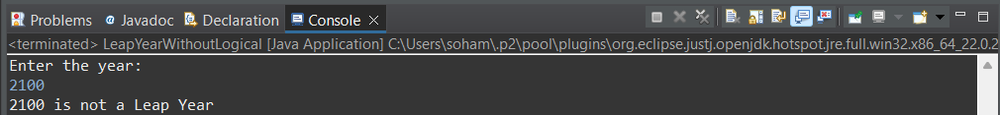 Problems @ Javadoc Declaration Console ×
<terminated> LeapYearWithoutLogical [Java Application] C:\Users\soham\.p2\pool\plugins\org.eclipse.justj.openjdk.hotspot.jre.full.win32.x86_64_22.0.2
Enter the year:
2100
2100 is not a Leap Year